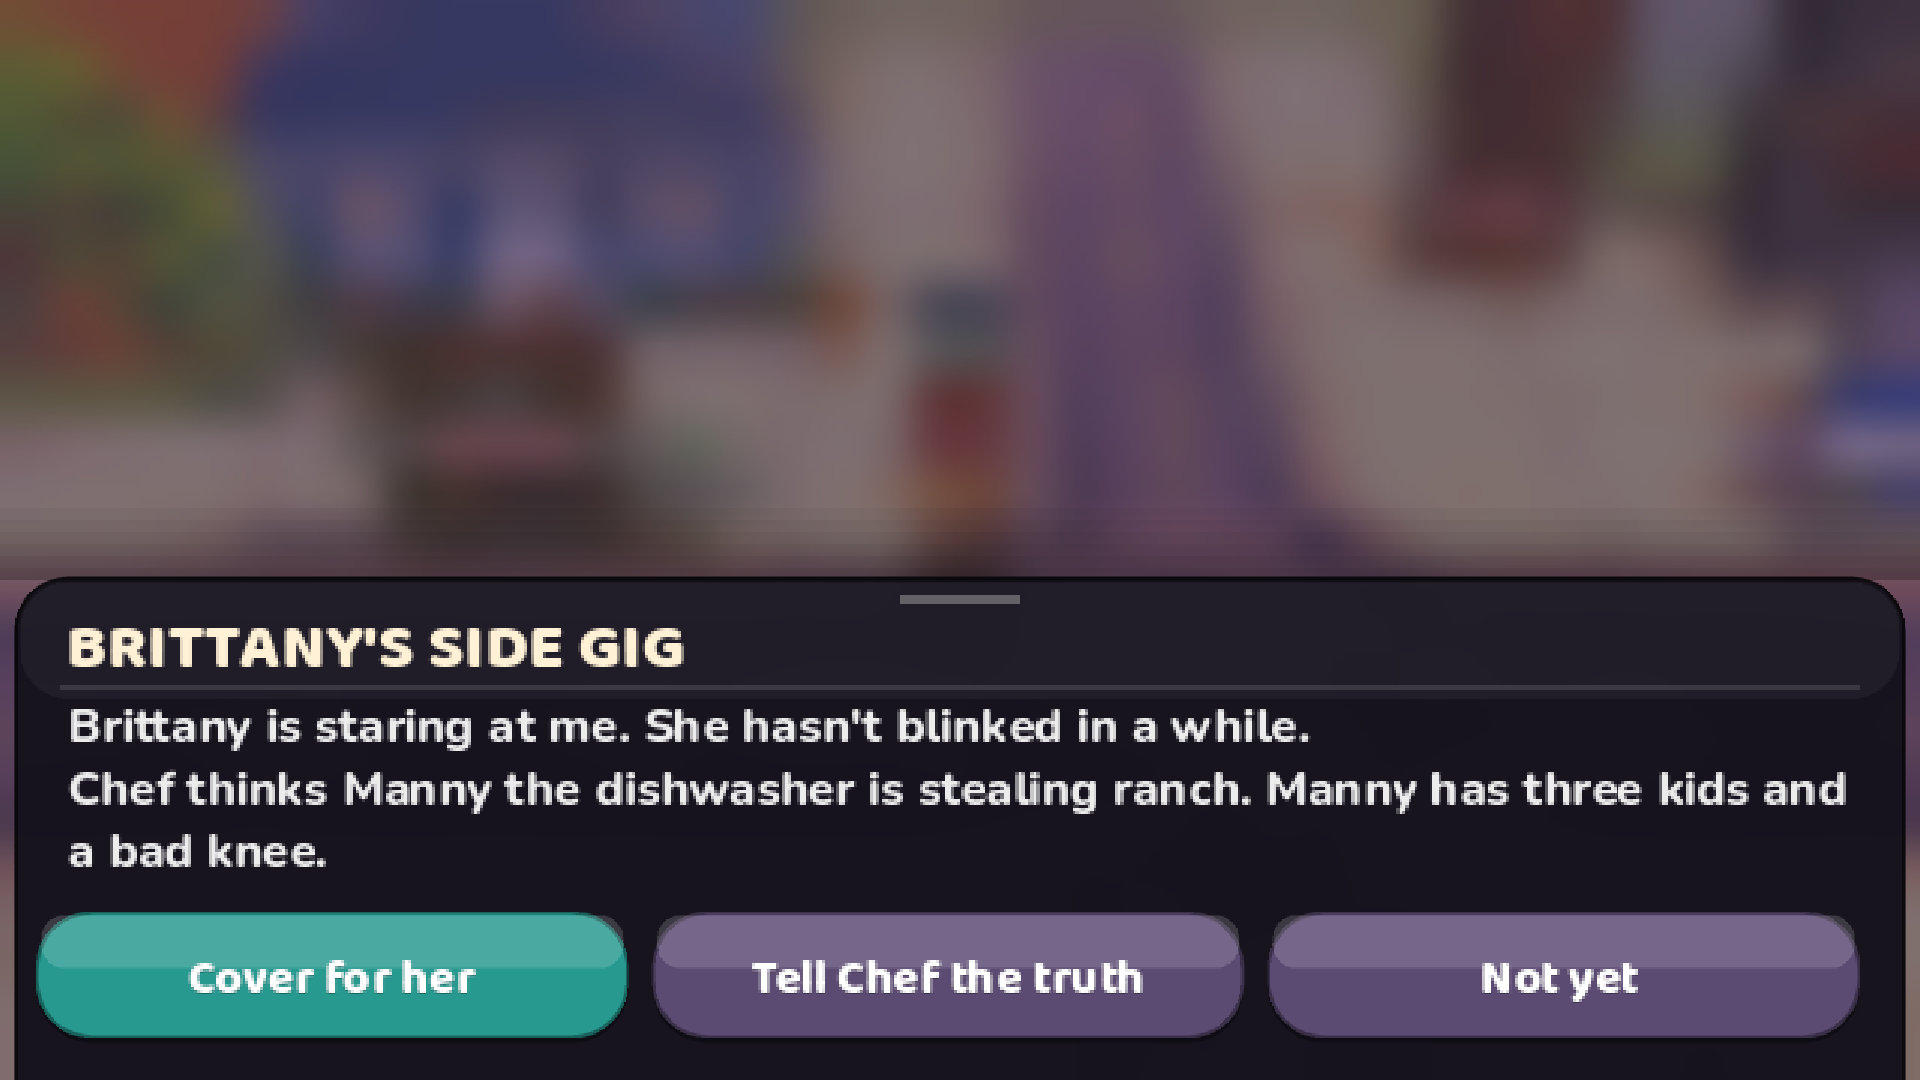 BRITTANY'S SIDE GIG
Brittany is staring at me. She hasn't blinked in a while.
Chef thinks Manny the dishwasher is stealing ranch. Manny has three kids and
a bad knee.
Cover for her
Tell Chef the truth
Not yet